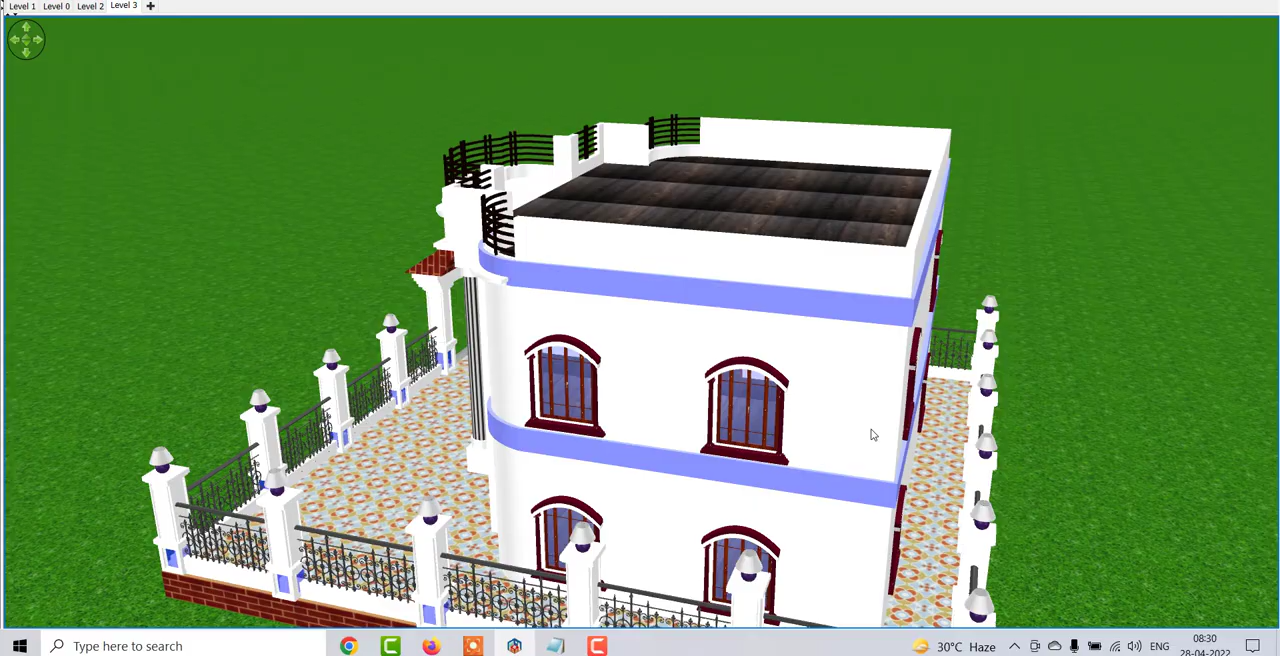 Level 1 Level 0 Level 2 Level 3
Type here to search
30°C Haze
ENG
08:30
28-04-2022